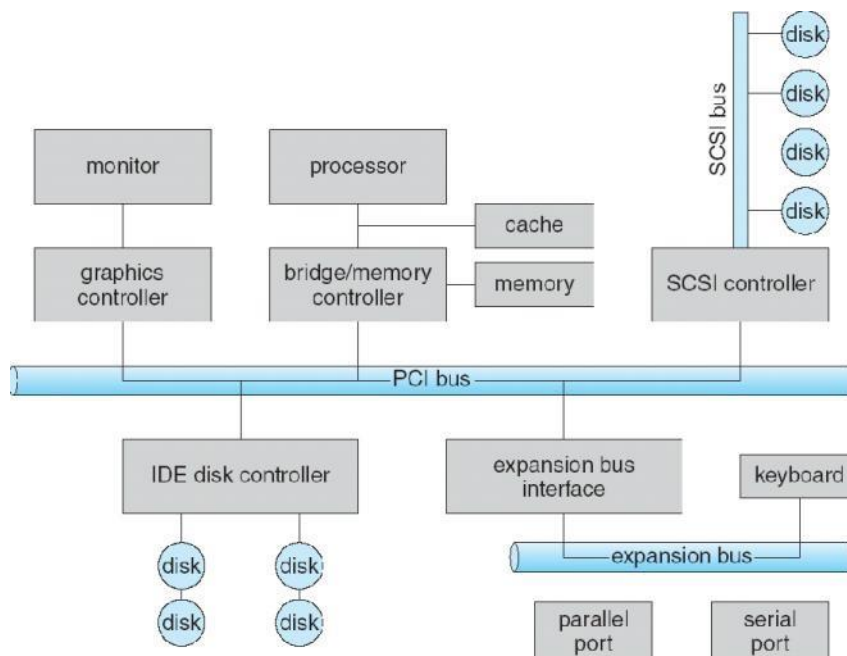 disk
disk
SCSI bus
disk
disk
monitor
processor
cache
graphics
controller
bridge/memory
controller
memory
SCSI controller
PCI bus
IDE disk controller
expansion bus
interface
keyboard
disk
disk
expansion bus
disk
disk
parallel
port
serial
port